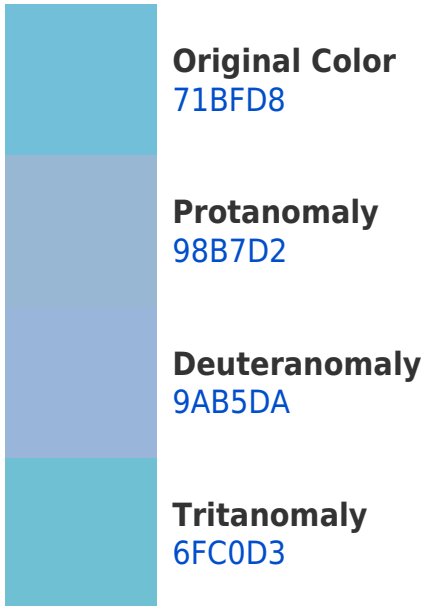 Original Color
71BFD8
Protanomaly
98B7D2
Deuteranomaly
9AB5DA
Tritanomaly
6FC0D3